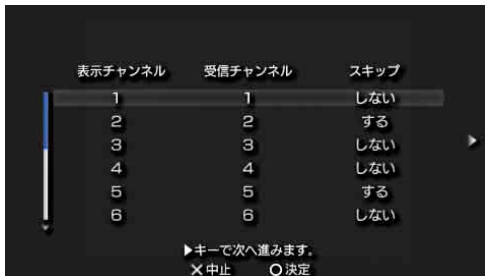 表示チャンネル 受信チャンネル スキップ
1 1 しない
2 2 する
3 3 しない
4 4 しない
5 5 する
6 6 しない
▶キーで次へ進みます。
✕中止 ○決定